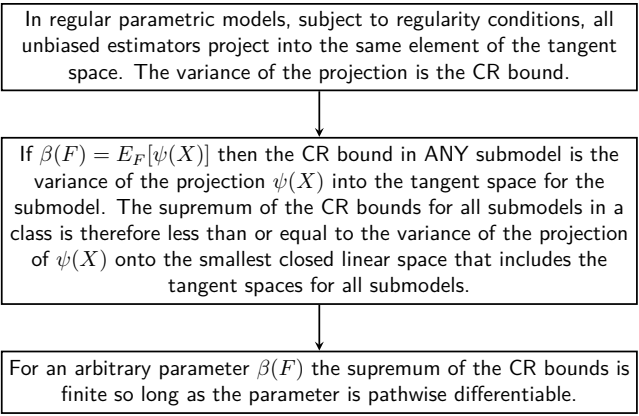 In regular parametric models, subject to regularity conditions, all
unbiased estimators project into the same element of the tangent
space. The variance of the projection is the CR bound.
If β(F) = E_F[ψ(X)] then the CR bound in ANY submodel is the
variance of the projection ψ(X) into the tangent space for the
submodel. The supremum of the CR bounds for all submodels in a
class is therefore less than or equal to the variance of the projection
of ψ(X) onto the smallest closed linear space that includes the
tangent spaces for all submodels.
For an arbitrary parameter β(F) the supremum of the CR bounds is
finite so long as the parameter is pathwise differentiable.